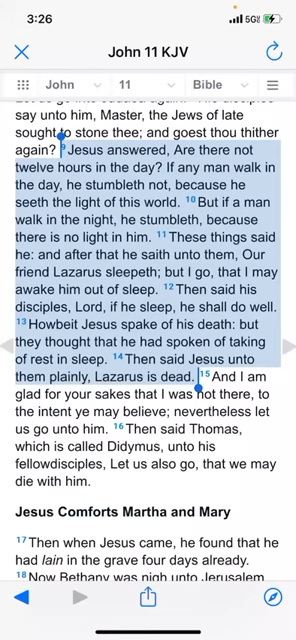 3:26
5G
John 11 KJV
John 11 Bible
say unto him, Master, the Jews of late
sought to stone thee; and goest thou thither
again? 9 Jesus answered, Are there not
twelve hours in the day? If any man walk in
the day, he stumbleth not, because he
seeth the light of this world. 10 But if a man
walk in the night, he stumbleth, because
there is no light in him. 11 These things said
he: and after that he saith unto them, Our
friend Lazarus sleepeth; but I go, that I may
awake him out of sleep. 12 Then said his
disciples, Lord, if he sleep, he shall do well.
13 Howbeit Jesus spake of his death: but
they thought that he had spoken of taking
of rest in sleep. 14 Then said Jesus unto
them plainly, Lazarus is dead. 15 And I am
glad for your sakes that I was not there, to
the intent ye may believe; nevertheless let
us go unto him. 16 Then said Thomas,
which is called Didymus, unto his
fellowdisciples, Let us also go, that we may
die with him.
Jesus Comforts Martha and Mary
17 Then when Jesus came, he found that he
had lain in the grave four days already.
18 Now Bethany was nigh unto Jerusalem